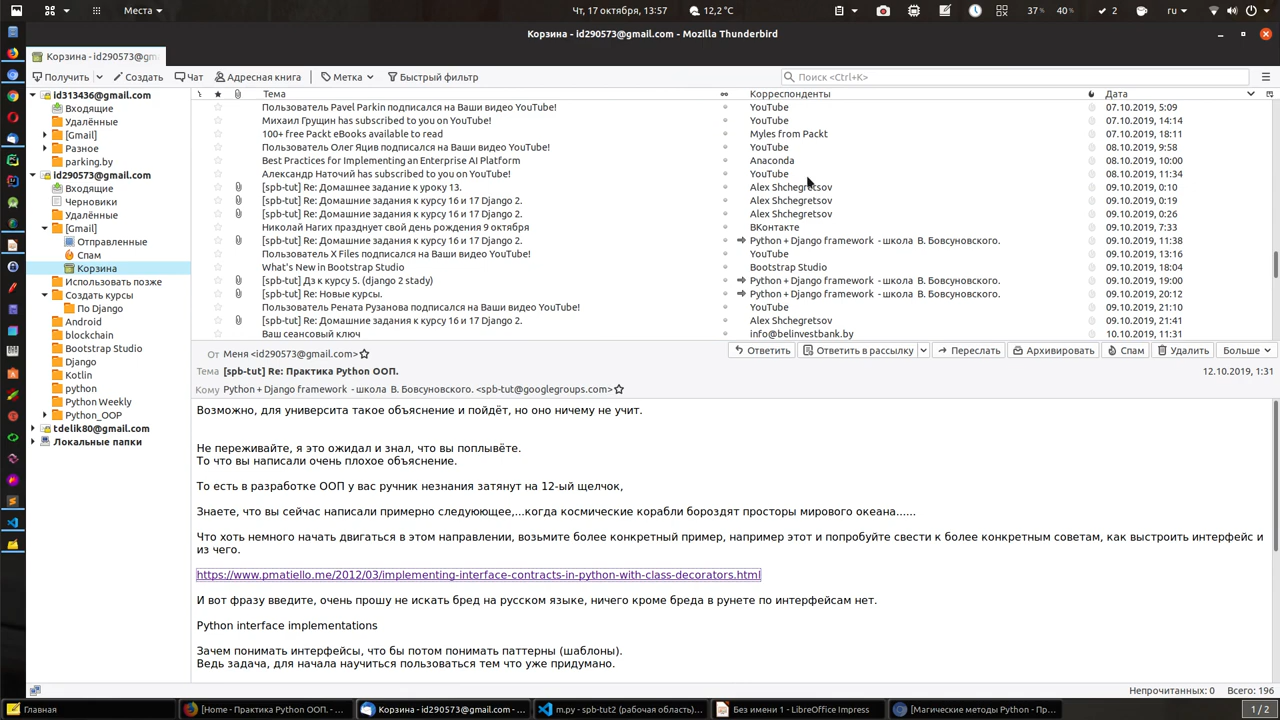 Места
Чт, 17 октября, 13:57
12,2°C
37%
40%
2
ru
Корзина - id290573@gmail.com - Mozilla Thunderbird
Корзина - id290573@gm
Получить
Создать
Чат
Адресная книга
Метка
Быстрый фильтр
Поиск <Ctrl+K>
id313436@gmail.com
Входящие
Удалённые
[Gmail]
Разное
parking.by
id290573@gmail.com
Входящие
Черновики
Удалённые
[Gmail]
Отправленные
Спам
Корзина
Использовать позже
Создать курсы
По Django
Android
blockchain
Bootstrap Studio
Django
Kotlin
python
Python Weekly
Python_OOP
tdelik80@gmail.com
Локальные папки
Тема Корреспонденты Дата
Пользователь Pavel Parkin подписался на Ваши видео YouTube! YouTube 07.10.2019, 5:09
Михаил Грущин has subscribed to you on YouTube! YouTube 07.10.2019, 14:14
100+ free Packt eBooks available to read Myles from Packt 07.10.2019, 18:11
Пользователь Олег Яцив подписался на Ваши видео YouTube! YouTube 08.10.2019, 9:58
Best Practices for Implementing an Enterprise AI Platform Anaconda 08.10.2019, 10:00
Александр Наточий has subscribed to you on YouTube! YouTube 08.10.2019, 11:34
[spb-tut] Re: Домашнее задание к уроку 13. Alex Shchegretsov 09.10.2019, 0:10
[spb-tut] Re: Домашние задания к курсу 16 и 17 Django 2. Alex Shchegretsov 09.10.2019, 0:19
[spb-tut] Re: Домашние задания к курсу 16 и 17 Django 2. Alex Shchegretsov 09.10.2019, 0:26
Николай Нагих празднует свой день рождения 9 октября ВКонтакте 09.10.2019, 7:33
[spb-tut] Re: Домашние задания к курсу 16 и 17 Django 2. Python + Django framework - школа В. Бовсуновского. 09.10.2019, 11:38
Пользователь X Files подписался на Ваши видео YouTube! YouTube 09.10.2019, 13:16
What's New in Bootstrap Studio Bootstrap Studio 09.10.2019, 18:04
[spb-tut] Дз к курсу 5. (django 2 stady) Python + Django framework - школа В. Бовсуновского. 09.10.2019, 19:00
[spb-tut] Re: Новые курсы. Python + Django framework - школа В. Бовсуновского. 09.10.2019, 20:12
Пользователь Рената Рузанова подписался на Ваши видео YouTube! YouTube 09.10.2019, 21:10
[spb-tut] Re: Домашние задания к курсу 16 и 17 Django 2. Alex Shchegretsov 09.10.2019, 21:41
Ваш сеансовый ключ info@belinvestbank.by 10.10.2019, 11:31
От Меня <id290573@gmail.com>
Ответить
Ответить в рассылку
Переслать
Архивировать
Спам
Удалить
Больше
Тема [spb-tut] Re: Практика Python ООП. 12.10.2019, 1:31
Кому Python + Django framework - школа В. Бовсуновского. <spb-tut@googlegroups.com>
Возможно, для университа такое объяснение и пойдёт, но оно ничему не учит.
Не переживайте, я это ожидал и знал, что вы поплывёте.
То что вы написали очень плохое объяснение.
То есть в разработке ООП у вас ручник незнания затянут на 12-ый щелчок,
Знаете, что вы сейчас написали примерно следуюющее,...когда космические корабли бороздят просторы мирового океана......
Что хоть немного начать двигаться в этом направлении, возьмите более конкретный пример, например этот и попробуйте свести к более конкретным советам, как выстроить интерфейс и
из чего.
https://www.pmatiello.me/2012/03/implementing-interface-contracts-in-python-with-class-decorators.html
И вот фразу введите, очень прошу не искать бред на русском языке, ничего кроме бреда в рунете по интерфейсам нет.
Python interface implementations
Зачем понимать интерфейсы, что бы потом понимать паттерны (шаблоны).
Ведь задача, для начала научиться пользоваться тем что уже придумано.
Непрочитанных: 0 Всего: 196
Главная
[Home - Практика Python ООП. - ...
Корзина - id290573@gmail.com - ...
m.py - spb-tut2 (рабочая область)...
Без имени 1 - LibreOffice Impress
[Магические методы Python - Пр...
1 / 2